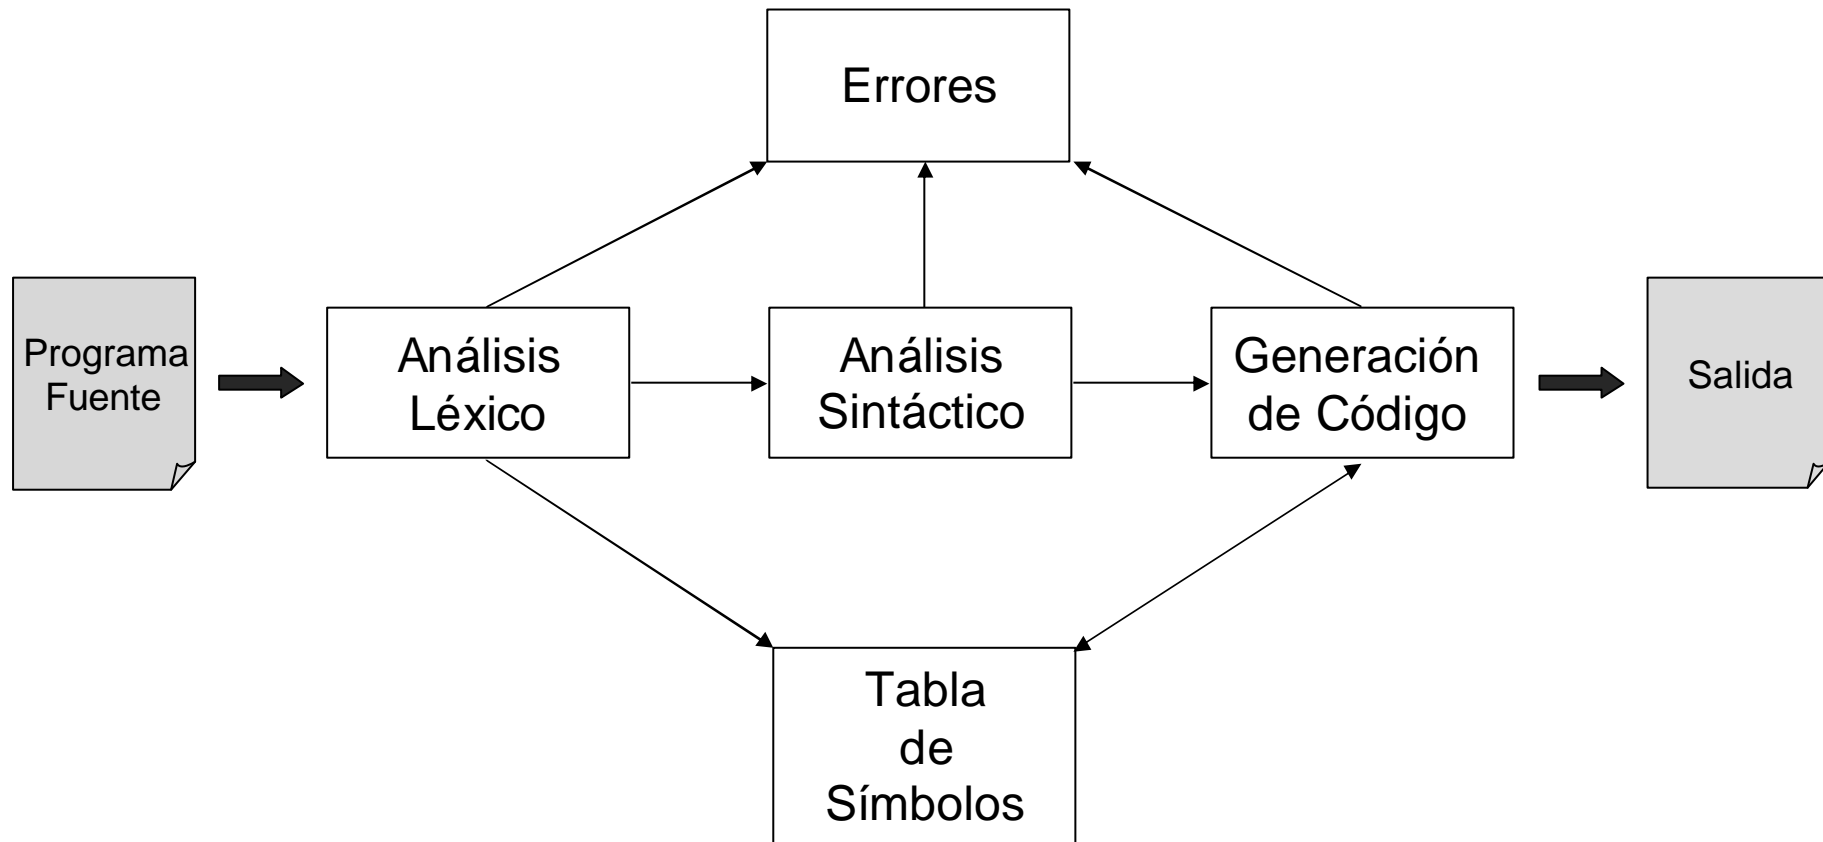 Errores
Programa
Fuente
Análisis
Léxico
Análisis
Sintáctico
Generación
de Código
Salida
Tabla
de
Símbolos